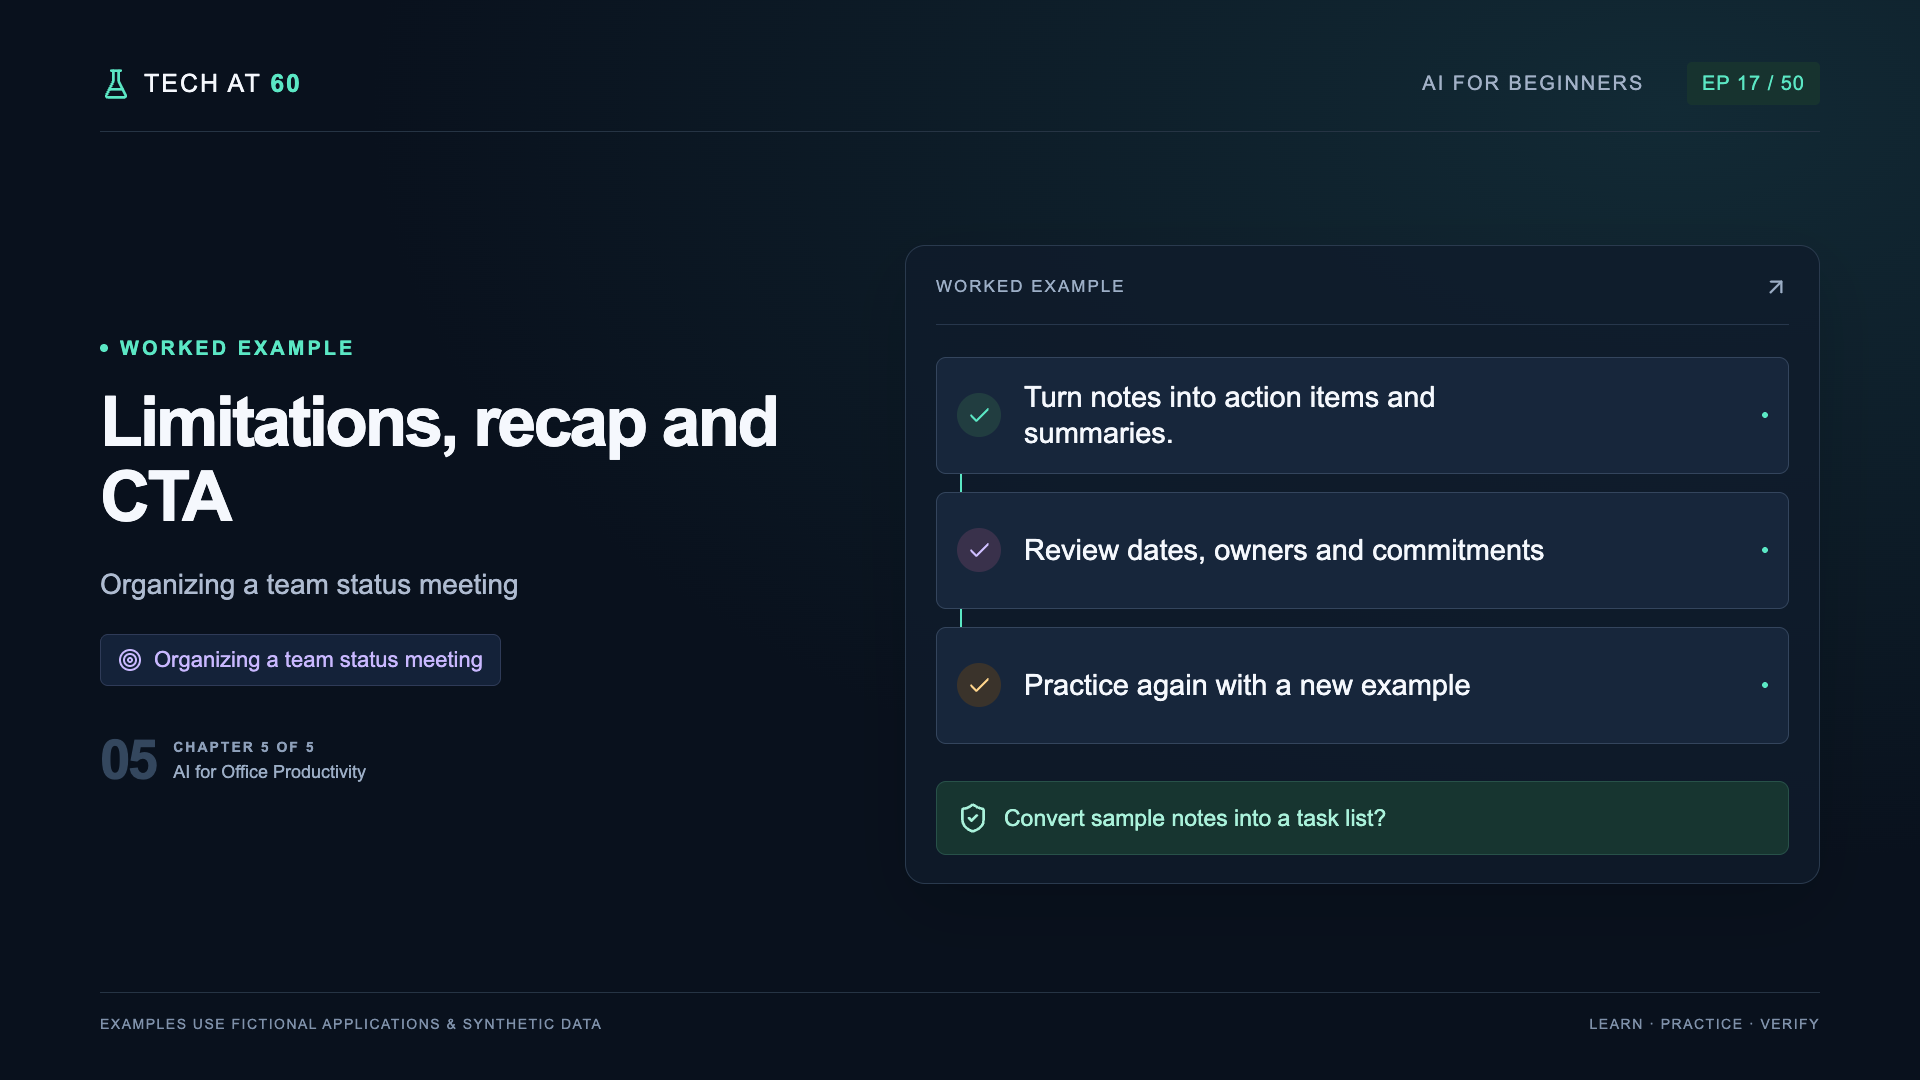 TECH AT 60
AI FOR BEGINNERS
EP 17 / 50
• WORKED EXAMPLE
Limitations, recap and
CTA
Organizing a team status meeting
Organizing a team status meeting
05
CHAPTER 5 OF 5
AI for Office Productivity
WORKED EXAMPLE
Turn notes into action items and
summaries.
Review dates, owners and commitments
Practice again with a new example
Convert sample notes into a task list?
EXAMPLES USE FICTIONAL APPLICATIONS & SYNTHETIC DATA
LEARN · PRACTICE · VERIFY